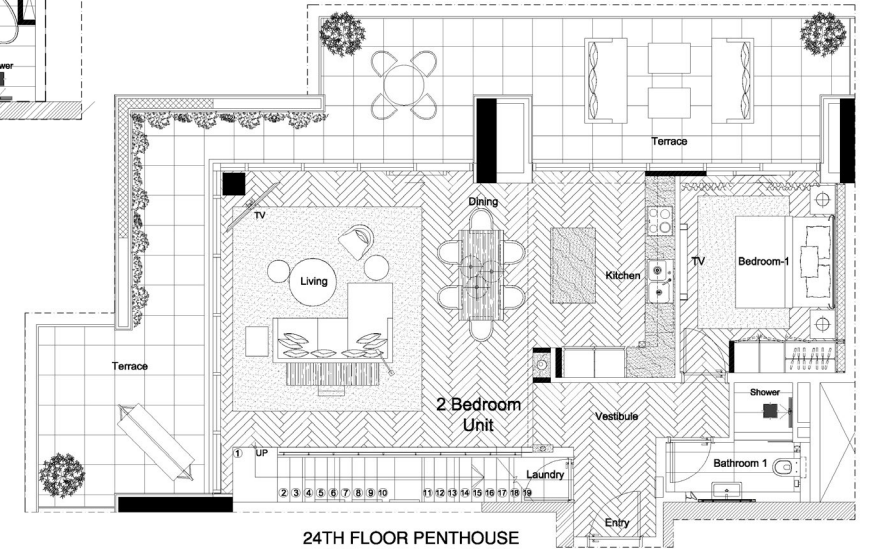 wer
Terrace
Dining
TV
Living
Kitchen
TV
Bedroom-1
Terrace
2 Bedroom
Unit
Vestibule
Shower
1
UP
Laundry
Bathroom 1
2 3 4 5 6 7 8 9 10 11 12 13 14 15 16 17 18 19
Entry
24TH FLOOR PENTHOUSE